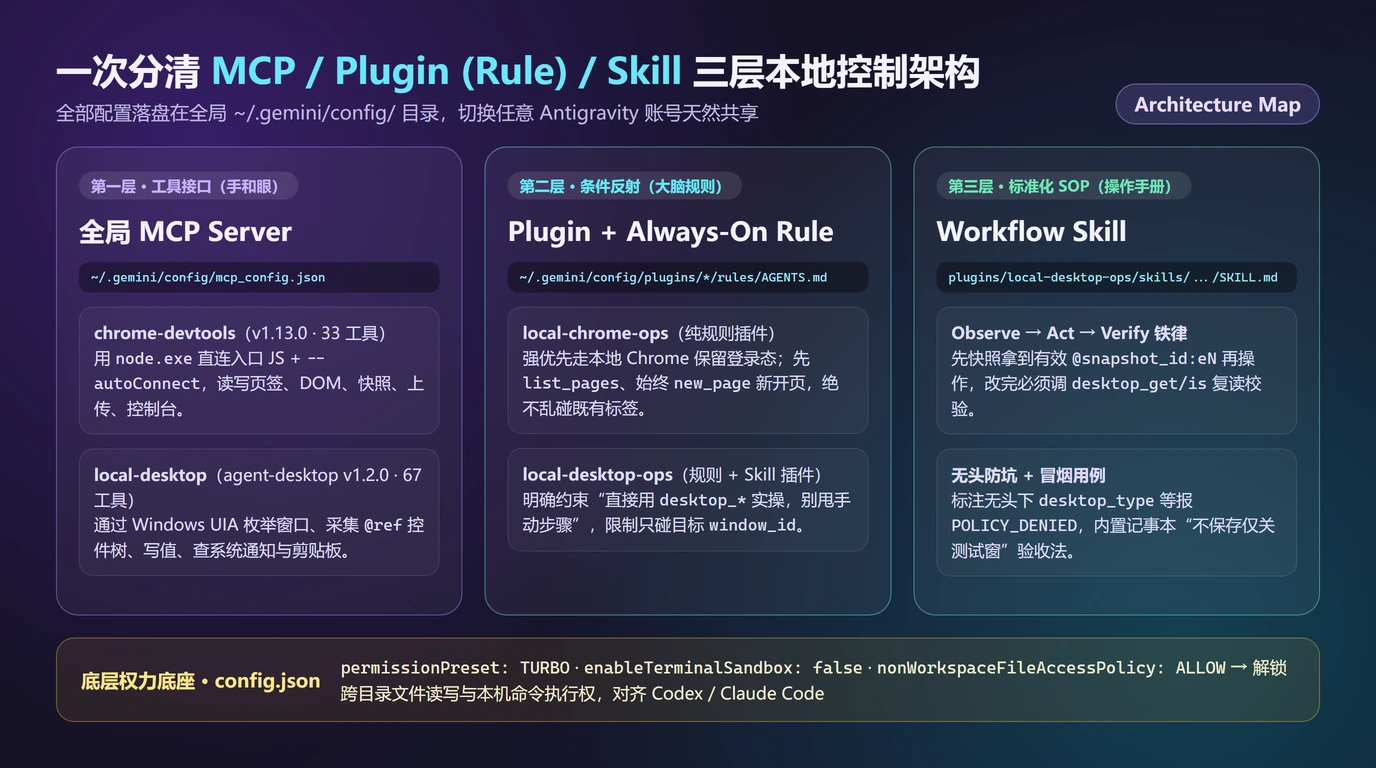 一次分清 MCP / Plugin (Rule) / Skill 三层本地控制架构
全部配置落盘在全局 ~/.gemini/config/ 目录，切换任意 Antigravity 账号天然共享
Architecture Map
第一层·工具接口（手和眼）
全局 MCP Server
~/.gemini/config/mcp_config.json
chrome-devtools（v1.13.0 · 33 工具）
用 node.exe 直连入口 JS + --
autoConnect，读写页签、DOM、快照、上
传、控制台。
local-desktop（agent-desktop v1.2.0 · 67
工具）
通过 Windows UIA 枚举窗口、采集 @ref 控
件树、写值、查系统通知与剪贴板。
第二层·条件反射（大脑规则）
Plugin + Always-On Rule
~/.gemini/config/plugins/*/rules/AGENTS.md
local-chrome-ops（纯规则插件）
强优先走本地 Chrome 保留登录态；先
list_pages、始终 new_page 新开页，绝
不乱碰既有标签。
local-desktop-ops（规则 + Skill 插件）
明确约束“直接用 desktop_* 实操，别甩手
动步骤”，限制只碰目标 window_id。
第三层·标准化 SOP（操作手册）
Workflow Skill
plugins/local-desktop-ops/skills/.../SKILL.md
Observe → Act → Verify 铁律
先快照拿到有效 @snapshot_id:eN 再操
作，改完必须调 desktop_get/is 复读校
验。
无头防坑 + 冒烟用例
标注无头下 desktop_type 等报
POLICY_DENIED，内置记事本“不保存仅关
测试窗”验收法。
底层权力底座·config.json
permissionPreset: TURBO · enableTerminalSandbox: false · nonWorkspaceFileAccessPolicy: ALLOW → 解锁
跨目录文件读写与本机命令执行权，对齐 Codex / Claude Code